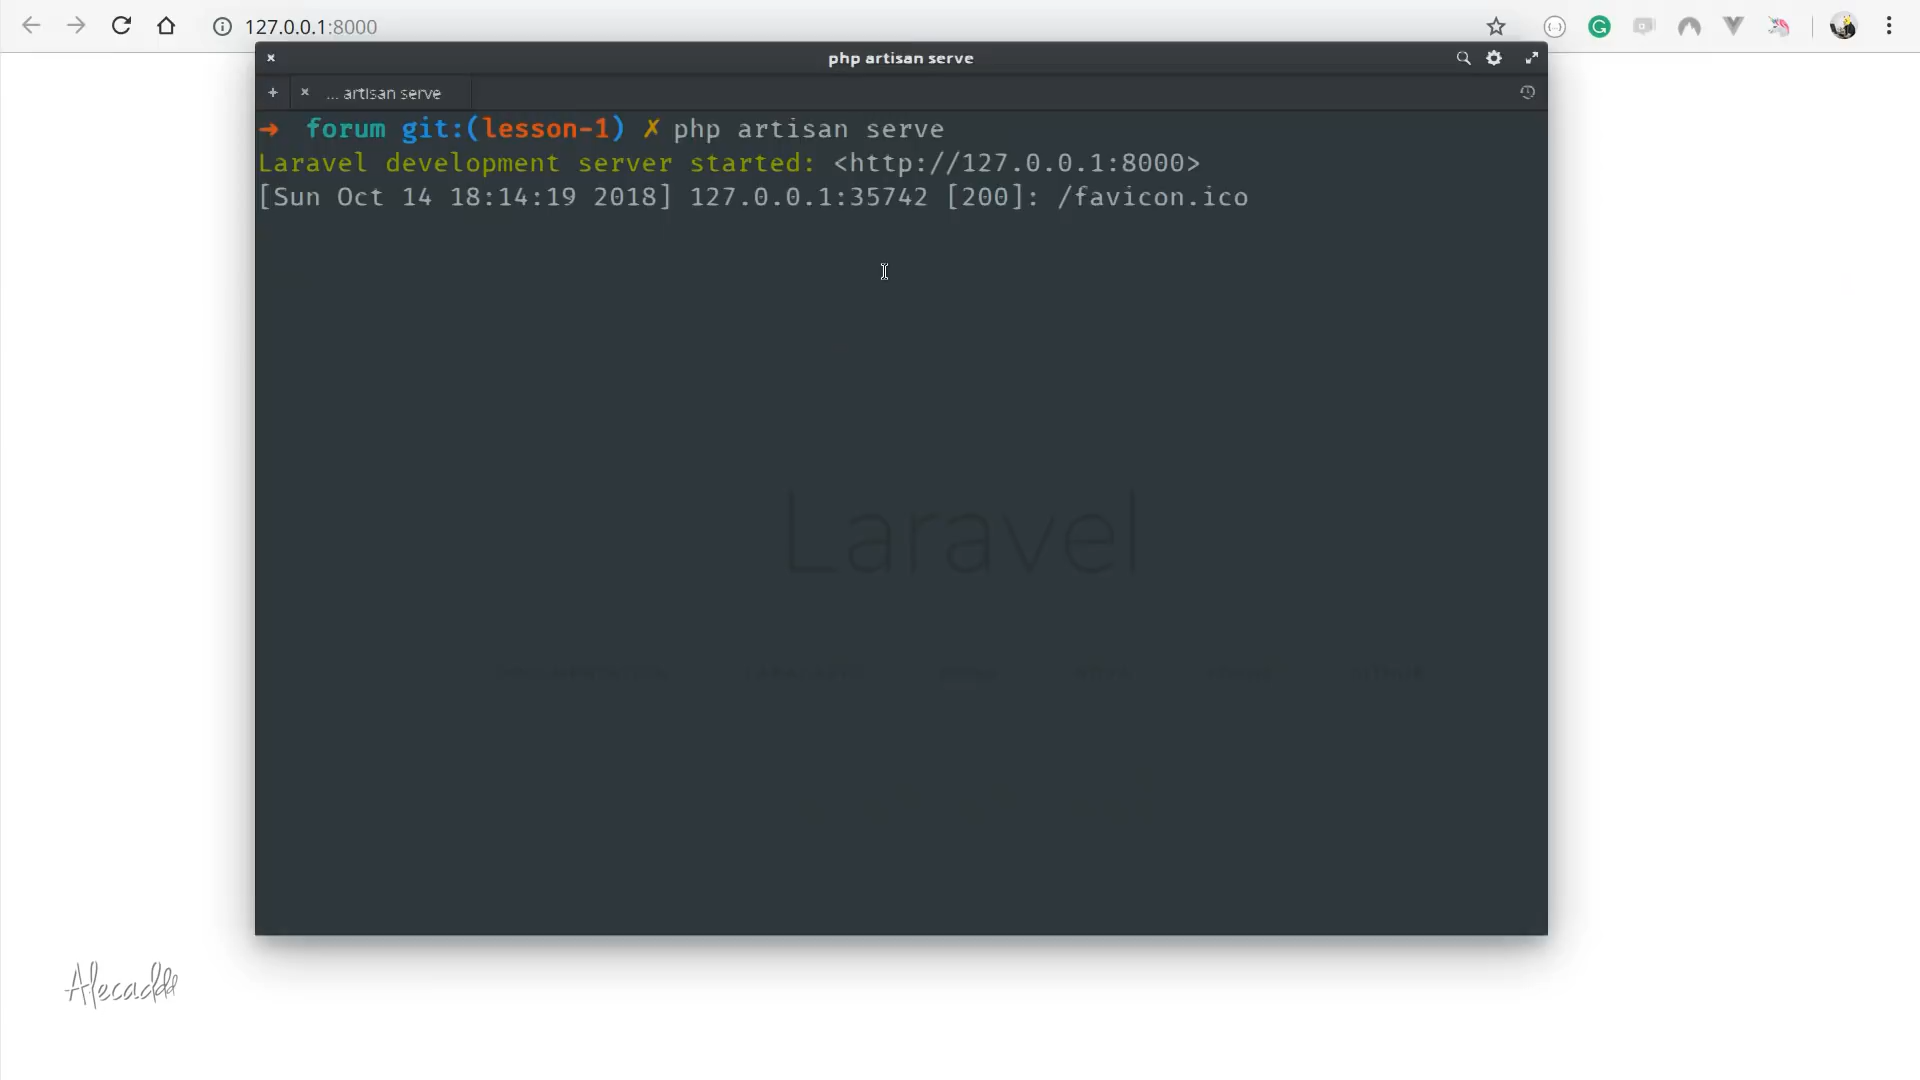 127.0.0.1:8000
php artisan serve
... artisan serve
➜ forum git:(lesson-1) ✗ php artisan serve
Laravel development server started: <http://127.0.0.1:8000>
[Sun Oct 14 18:14:19 2018] 127.0.0.1:35742 [200]: /favicon.ico
Laravel
Alecaddd